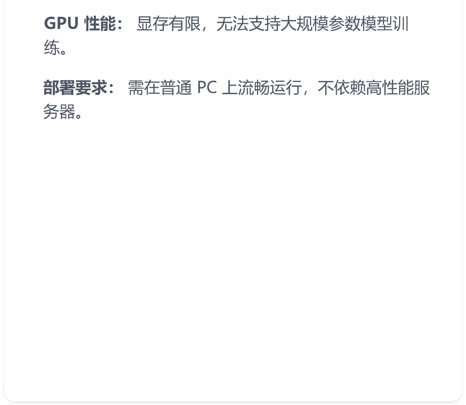 GPU 性能： 显存有限，无法支持大规模参数模型训
练。
部署要求： 需在普通 PC 上流畅运行，不依赖高性能服
务器。